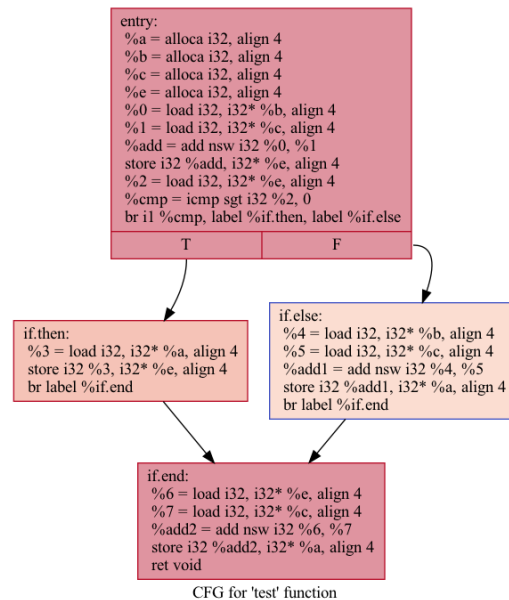 entry:
%a = alloca i32, align 4
%b = alloca i32, align 4
%c = alloca i32, align 4
%e = alloca i32, align 4
%0 = load i32, i32* %b, align 4
%1 = load i32, i32* %c, align 4
%add = add nsw i32 %0, %1
store i32 %add, i32* %e, align 4
%2 = load i32, i32* %e, align 4
%cmp = icmp sgt i32 %2, 0
br i1 %cmp, label %if.then, label %if.else
T F
if.then:
%3 = load i32, i32* %a, align 4
store i32 %3, i32* %e, align 4
br label %if.end
if.else:
%4 = load i32, i32* %b, align 4
%5 = load i32, i32* %c, align 4
%add1 = add nsw i32 %4, %5
store i32 %add1, i32* %a, align 4
br label %if.end
if.end:
%6 = load i32, i32* %e, align 4
%7 = load i32, i32* %c, align 4
%add2 = add nsw i32 %6, %7
store i32 %add2, i32* %a, align 4
ret void
CFG for 'test' function